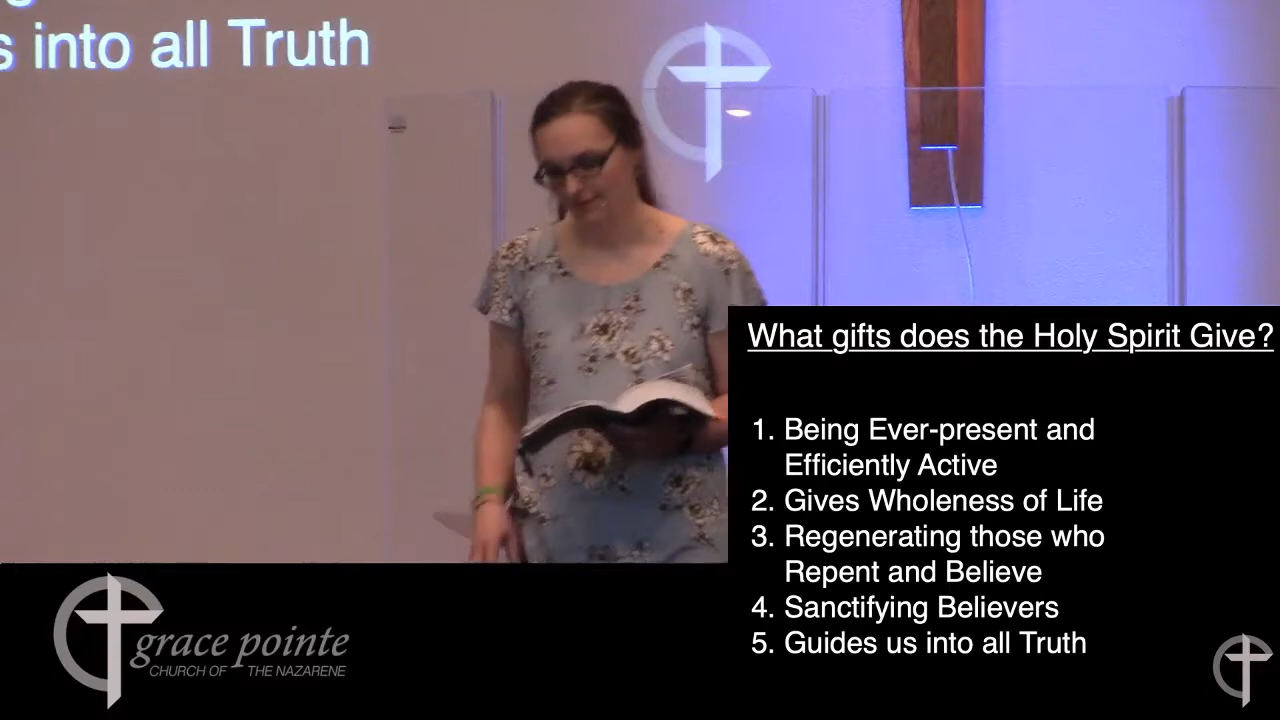 s into all Truth
What gifts does the Holy Spirit Give?
1. Being Ever-present and
Efficiently Active
2. Gives Wholeness of Life
3. Regenerating those who
Repent and Believe
4. Sanctifying Believers
5. Guides us into all Truth
grace pointe
CHURCH OF THE NAZARENE